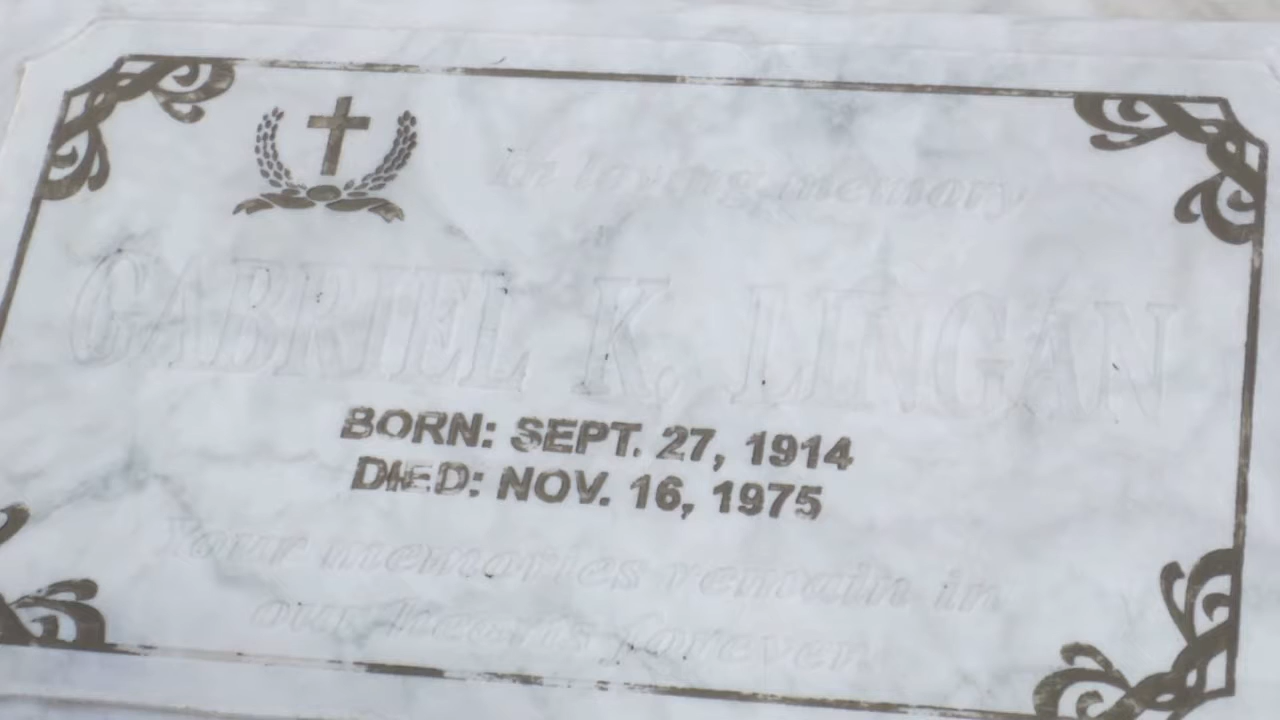 In loving memory
GABRIEL K. LINGAN
BORN: SEPT. 27, 1914
DIED: NOV. 16, 1975
Your memories remain in
our hearts forever